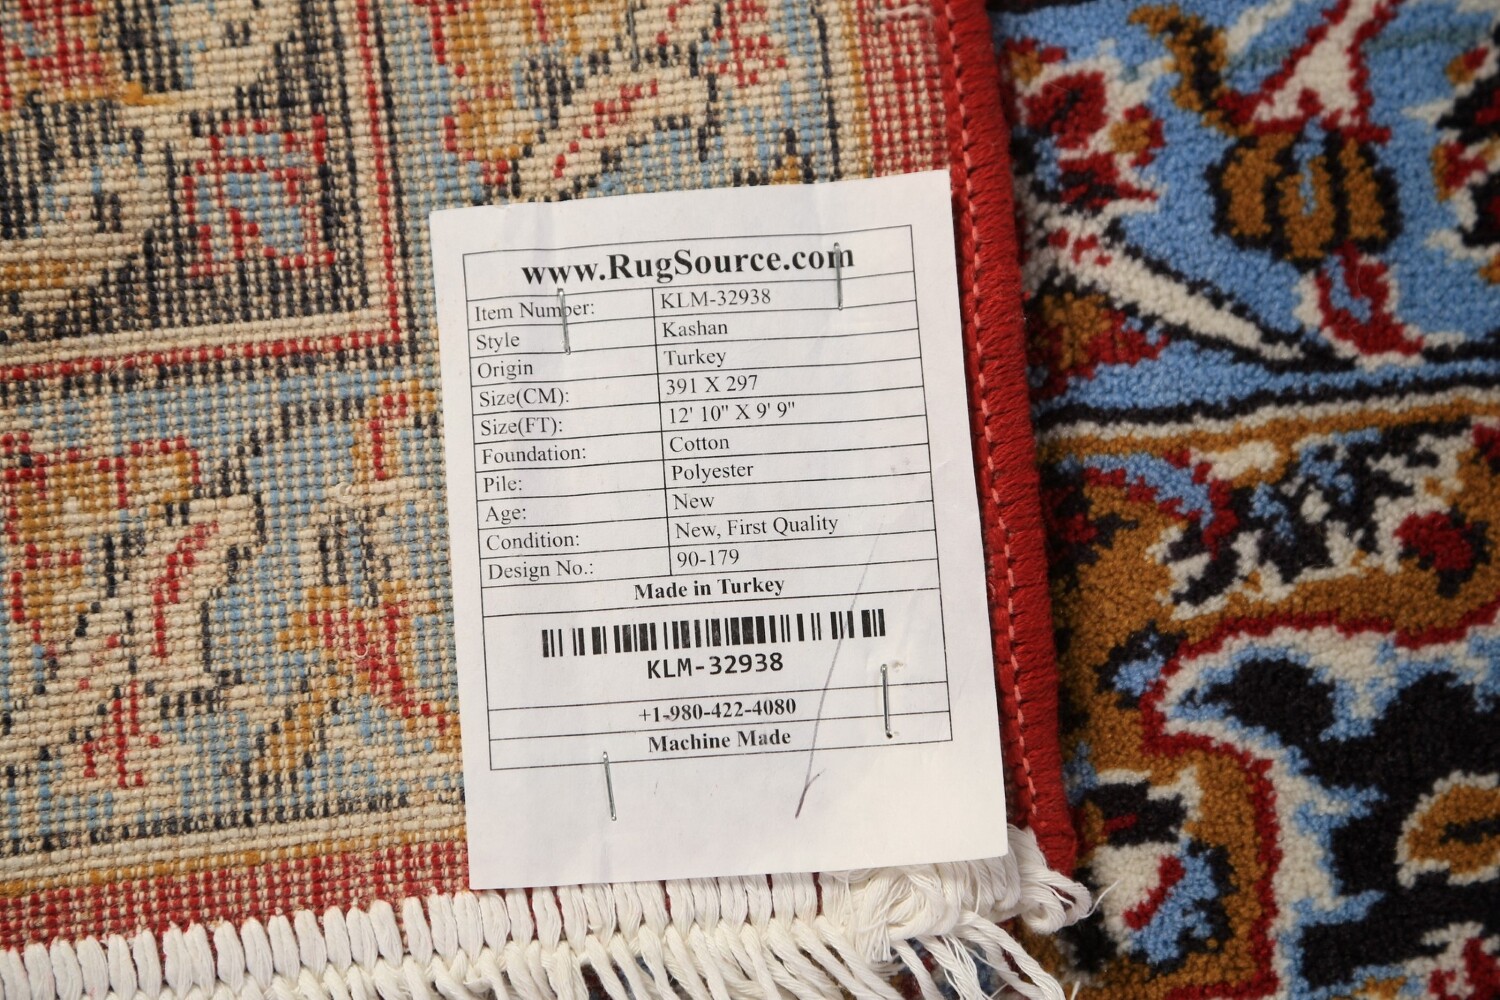 www.RugSource.com
Item Number: KLM-32938
Style Kashan
Origin Turkey
Size(CM): 391 X 297
Size(FT): 12' 10" X 9' 9"
Foundation: Cotton
Pile: Polyester
Age: New
Condition: New, First Quality
Design No.: 90-179
Made in Turkey
KLM-32938
+1-980-422-4080
Machine Made